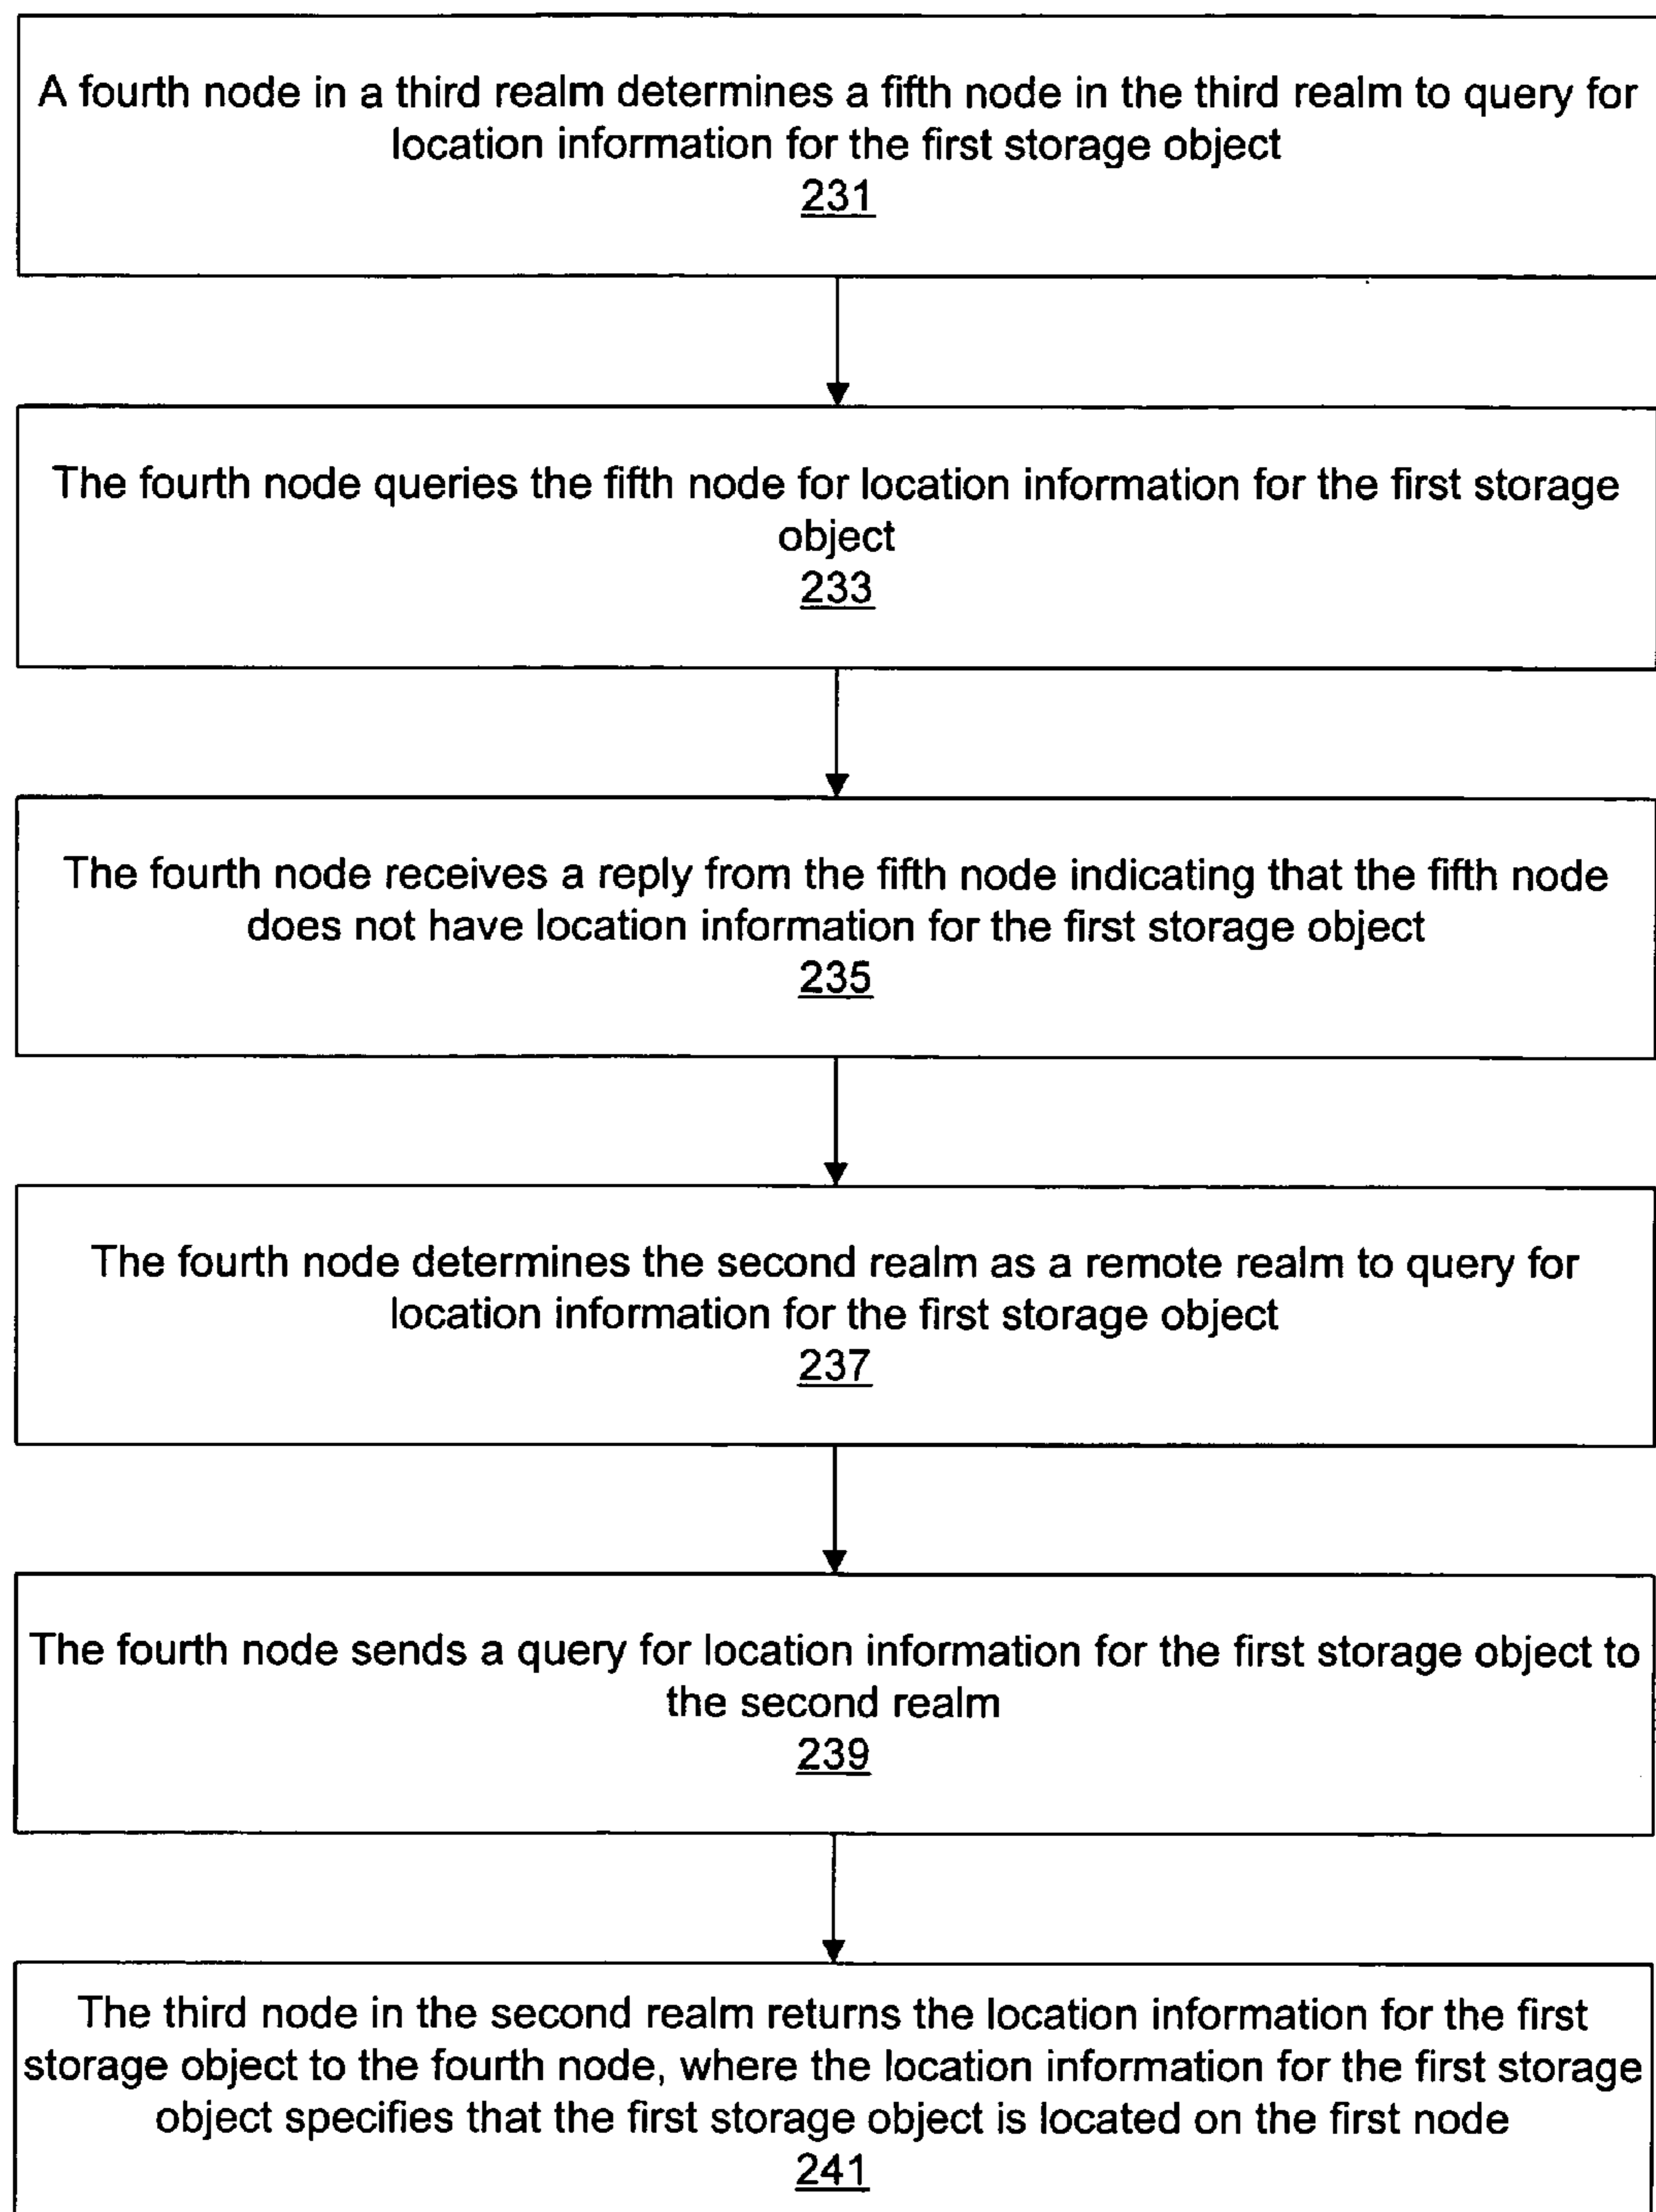 A fourth node in a third realm determines a fifth node in the third realm to query for
location information for the first storage object
231
The fourth node queries the fifth node for location information for the first storage
object
233
The fourth node receives a reply from the fifth node indicating that the fifth node
does not have location information for the first storage object
235
The fourth node determines the second realm as a remote realm to query for
location information for the first storage object
237
The fourth node sends a query for location information for the first storage object to
the second realm
239
The third node in the second realm returns the location information for the first
storage object to the fourth node, where the location information for the first storage
object specifies that the first storage object is located on the first node
241